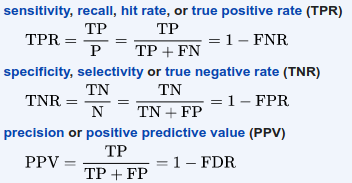 sensitivity, recall, hit rate, or true positive rate (TPR)
TPR = TP/P = TP/(TP + FN) = 1 − FNR
specificity, selectivity or true negative rate (TNR)
TNR = TN/N = TN/(TN + FP) = 1 − FPR
precision or positive predictive value (PPV)
PPV = TP/(TP + FP) = 1 − FDR